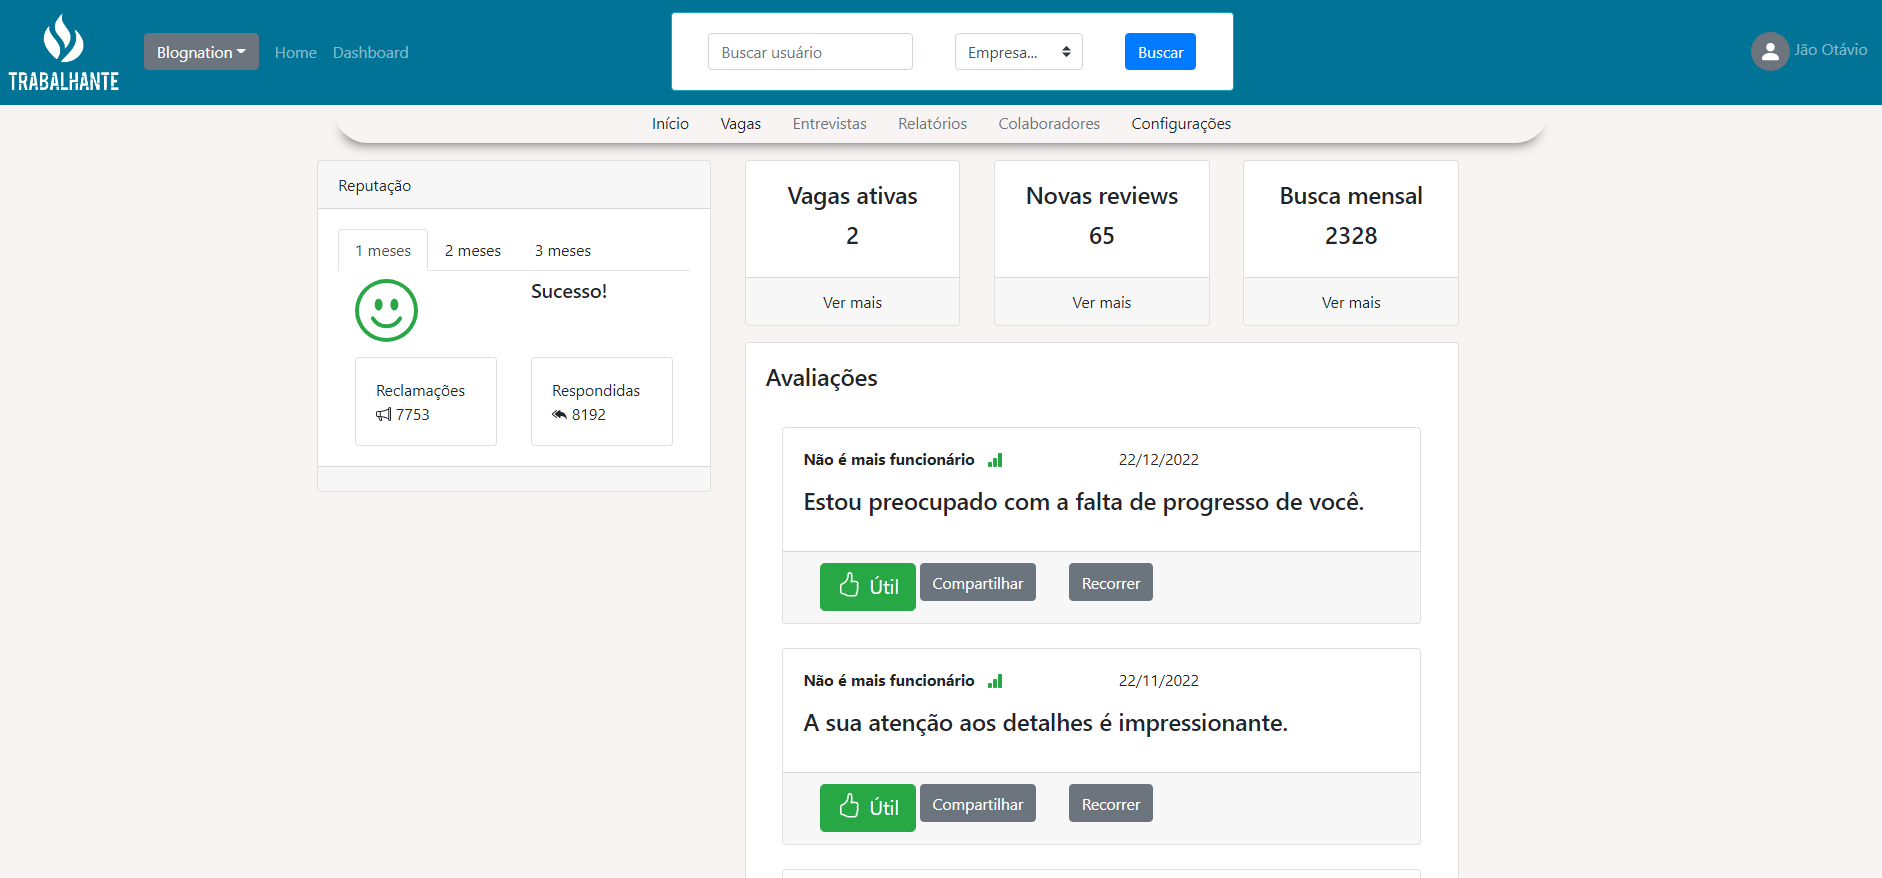 TRABALHANTE
Blognation
Home
Dashboard
Buscar usuário
Empresa...
Buscar
Jão Otávio
Início
Vagas
Entrevistas
Relatórios
Colaboradores
Configurações
Reputação
1 meses
2 meses
3 meses
Sucesso!
Reclamações
7753
Respondidas
8192
Vagas ativas
2
Ver mais
Novas reviews
65
Ver mais
Busca mensal
2328
Ver mais
Avaliações
Não é mais funcionário
22/12/2022
Estou preocupado com a falta de progresso de você.
Útil
Compartilhar
Recorrer
Não é mais funcionário
22/11/2022
A sua atenção aos detalhes é impressionante.
Útil
Compartilhar
Recorrer